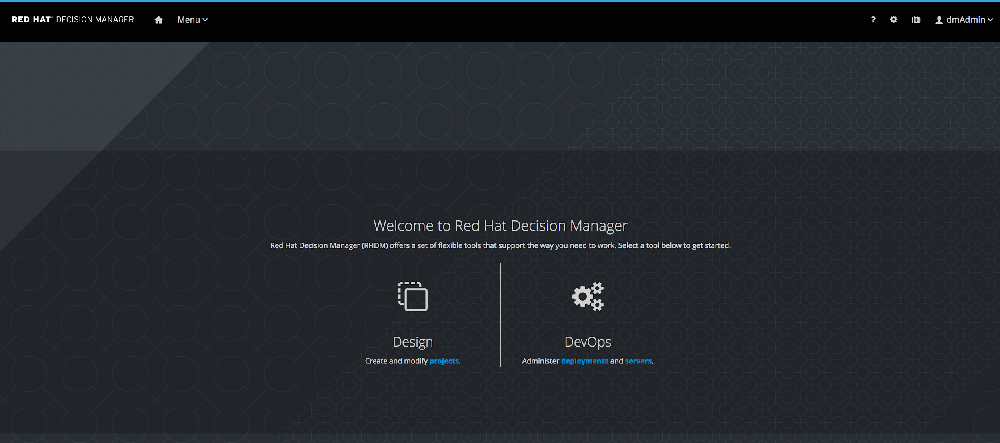 RED HAT® DECISION MANAGER Menu ? dmAdmin
Welcome to Red Hat Decision Manager
Red Hat Decision Manager (RHDM) offers a set of flexible tools that support the way you need to work. Select a tool below to get started.
Design
Create and modify projects.
DevOps
Administer deployments and servers.